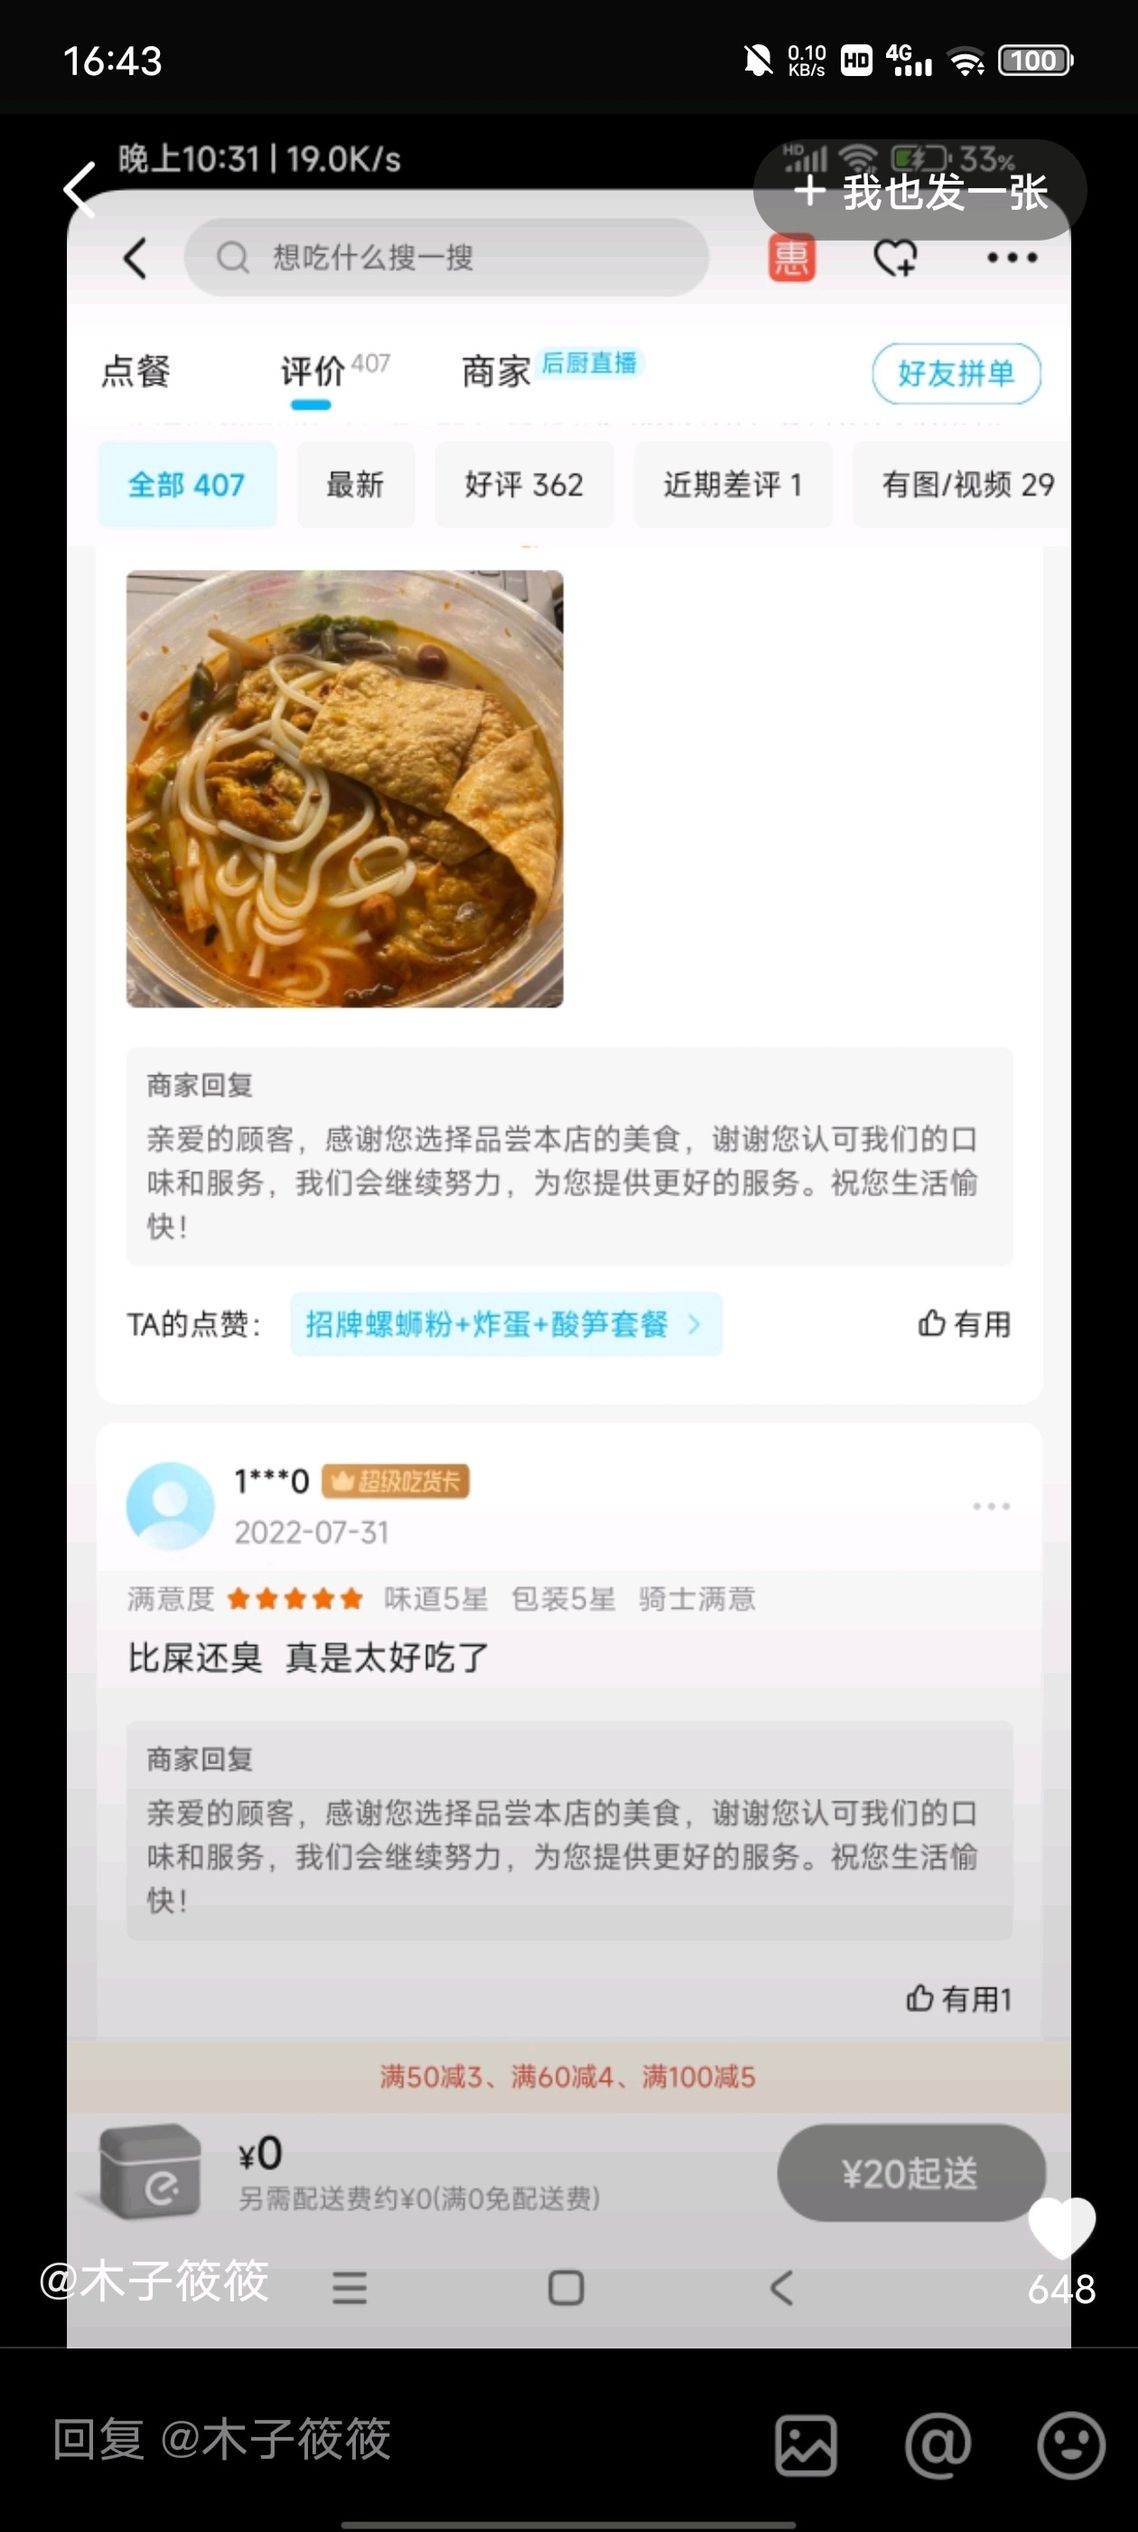 16:43
0.10 KB/s HD 4G 100
晚上10:31 | 19.0K/s
HD 33%
+ 我也发一张
想吃什么搜一搜
惠
点餐 评价 407 商家 后厨直播 好友拼单
全部 407 最新 好评 362 近期差评 1 有图/视频 29
商家回复
亲爱的顾客，感谢您选择品尝本店的美食，谢谢您认可我们的口
味和服务，我们会继续努力，为您提供更好的服务。祝您生活愉
快！
TA的点赞： 招牌螺蛳粉+炸蛋+酸笋套餐 >
有用
1***0 超级吃货卡
2022-07-31
满意度 ★★★★★ 味道5星 包装5星 骑士满意
比屎还臭 真是太好吃了
商家回复
亲爱的顾客，感谢您选择品尝本店的美食，谢谢您认可我们的口
味和服务，我们会继续努力，为您提供更好的服务。祝您生活愉
快！
有用1
满50减3、满60减4、满100减5
¥0
另需配送费约¥0(满0免配送费)
¥20起送
@木子筱筱
648
回复 @木子筱筱